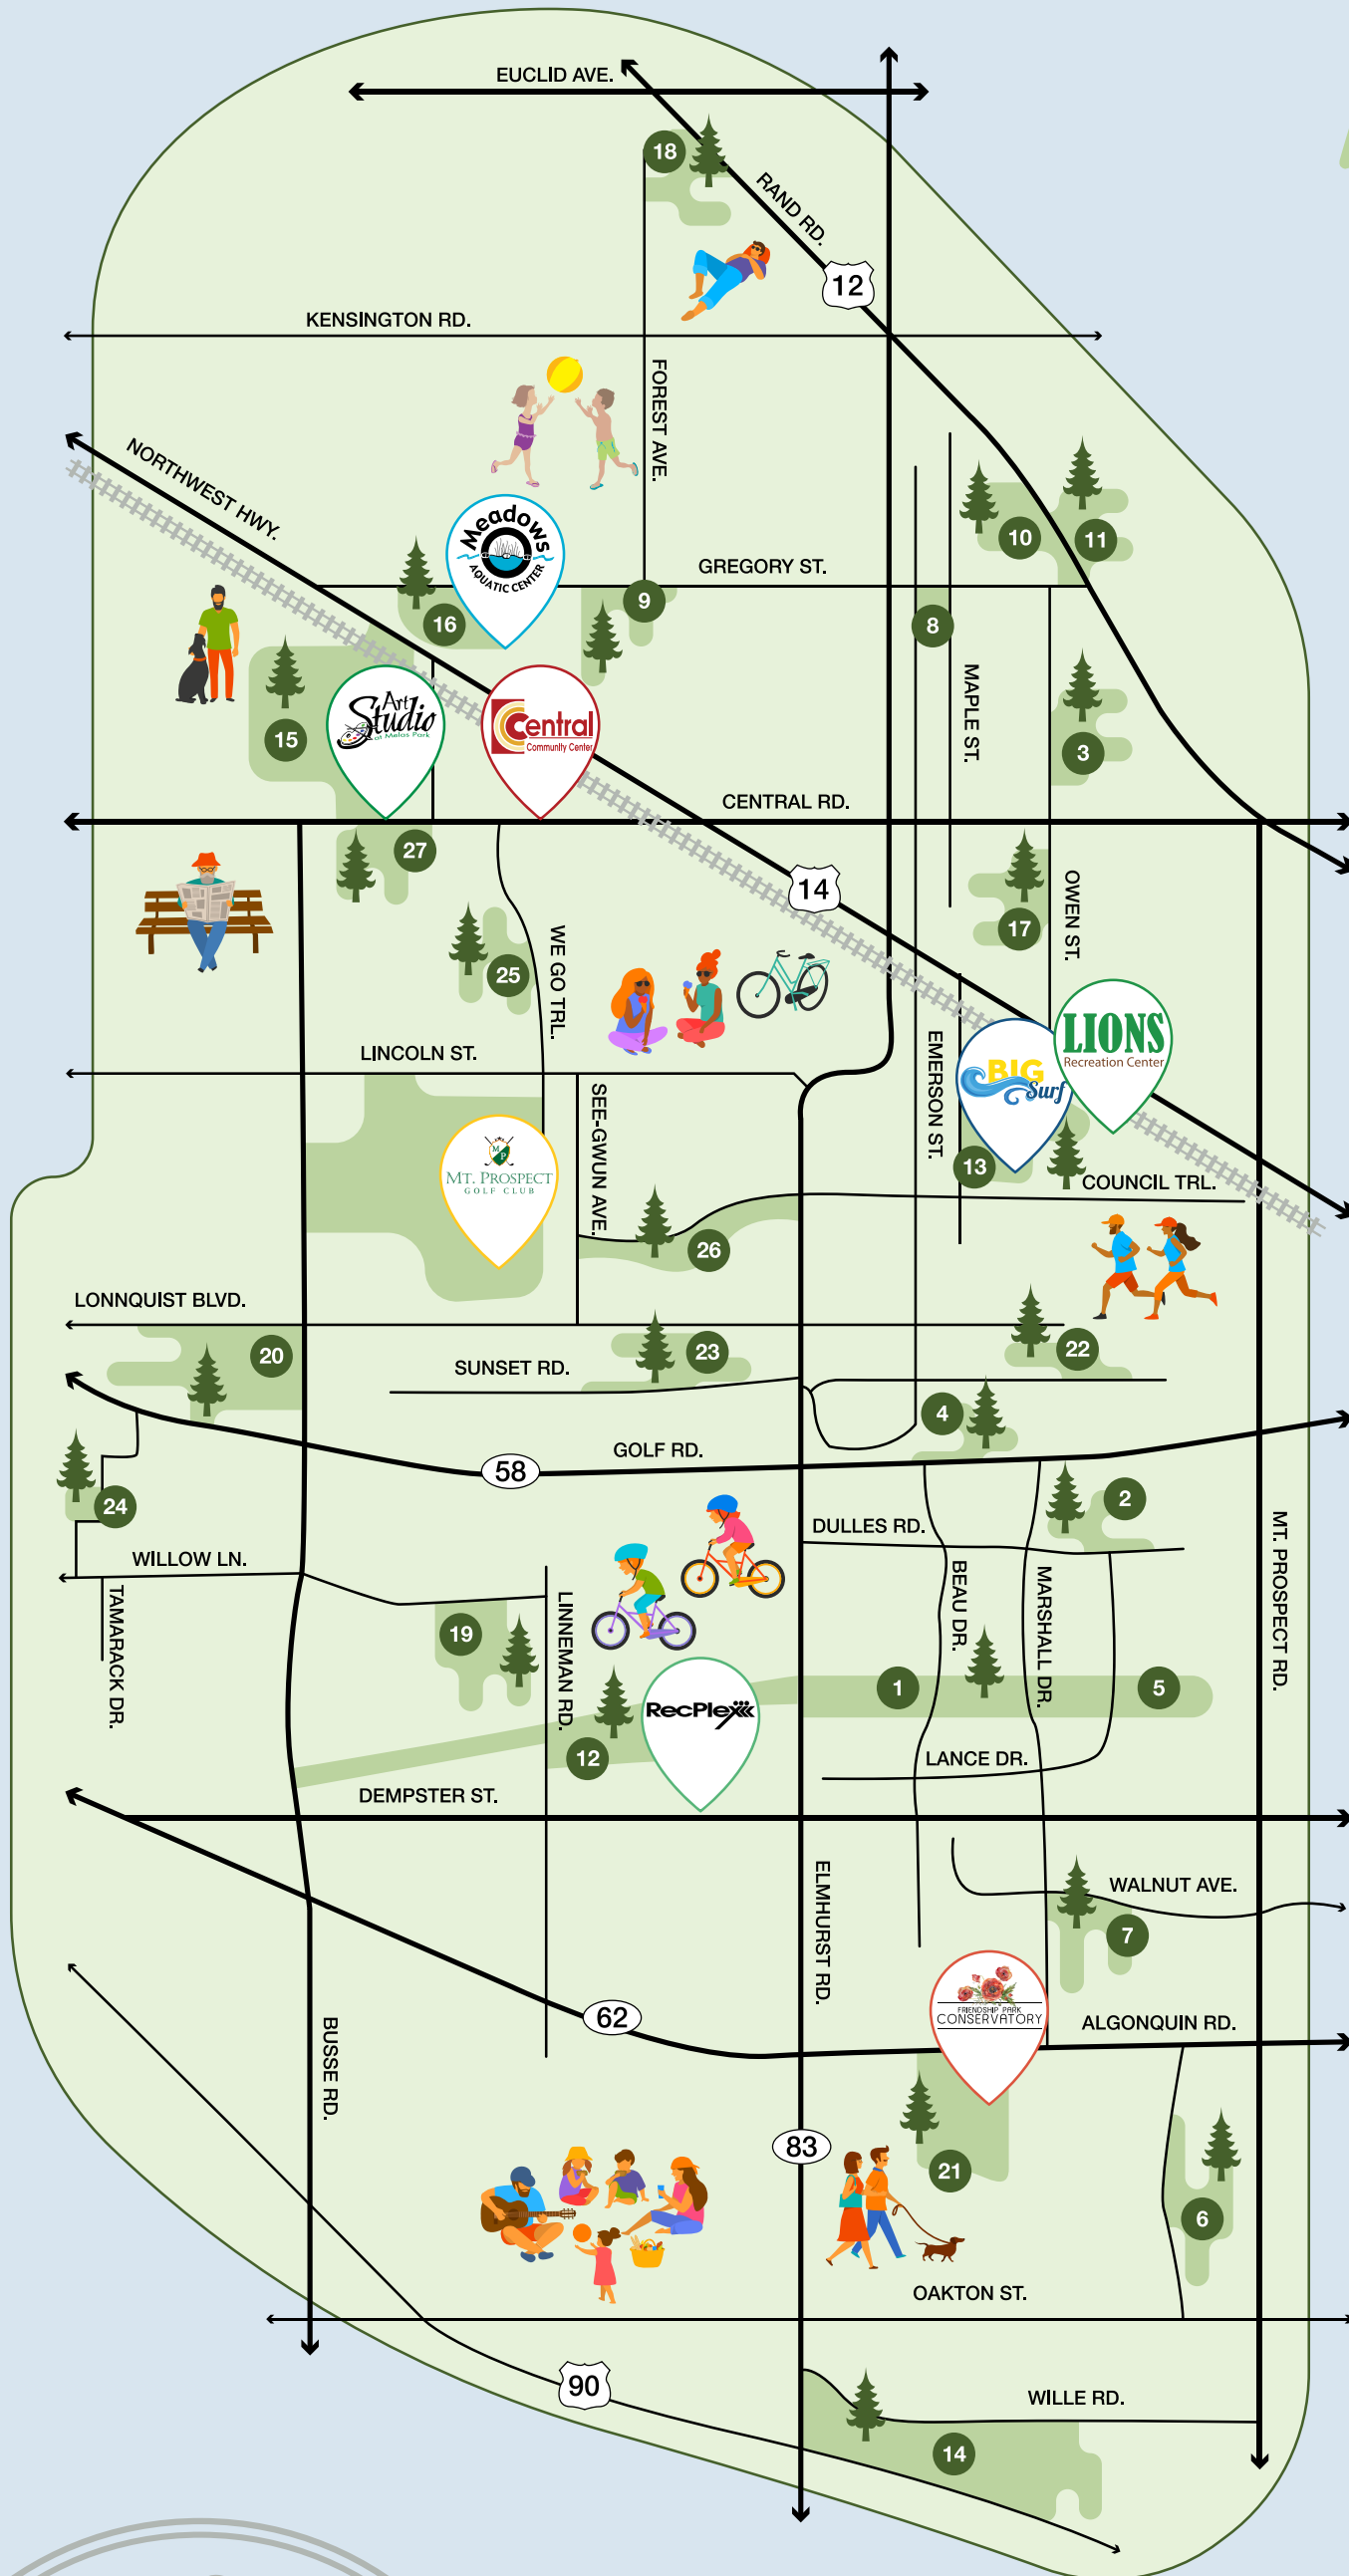 EUCLID AVE.
18
RAND RD.
12
KENSINGTON RD.
FOREST AVE.
NORTHWEST HWY.
10
11
Meadows
AQUATIC CENTER
GREGORY ST.
16
9
8
MAPLE ST.
3
15
Art
Studio
at Melas Park
Central
Community Center
CENTRAL RD.
27
14
OWEN ST.
17
25
WE GO TRL.
LINCOLN ST.
SEE-GWUN AVE.
EMERSON ST.
BIG
Surf
LIONS
Recreation Center
13
COUNCIL TRL.
MP
MT. PROSPECT
GOLF CLUB
26
LONNQUIST BLVD.
20
SUNSET RD.
23
22
4
GOLF RD.
58
24
2
DULLES RD.
MT. PROSPECT RD.
WILLOW LN.
TAMARACK DR.
LINNEMAN RD.
BEAU DR.
MARSHALL DR.
19
1
5
RecPlex
12
LANCE DR.
DEMPSTER ST.
ELMHURST RD.
WALNUT AVE.
7
FRIENDSHIP PARK
CONSERVATORY
ALGONQUIN RD.
62
BUSSE RD.
83
21
6
OAKTON ST.
90
WILLE RD.
14